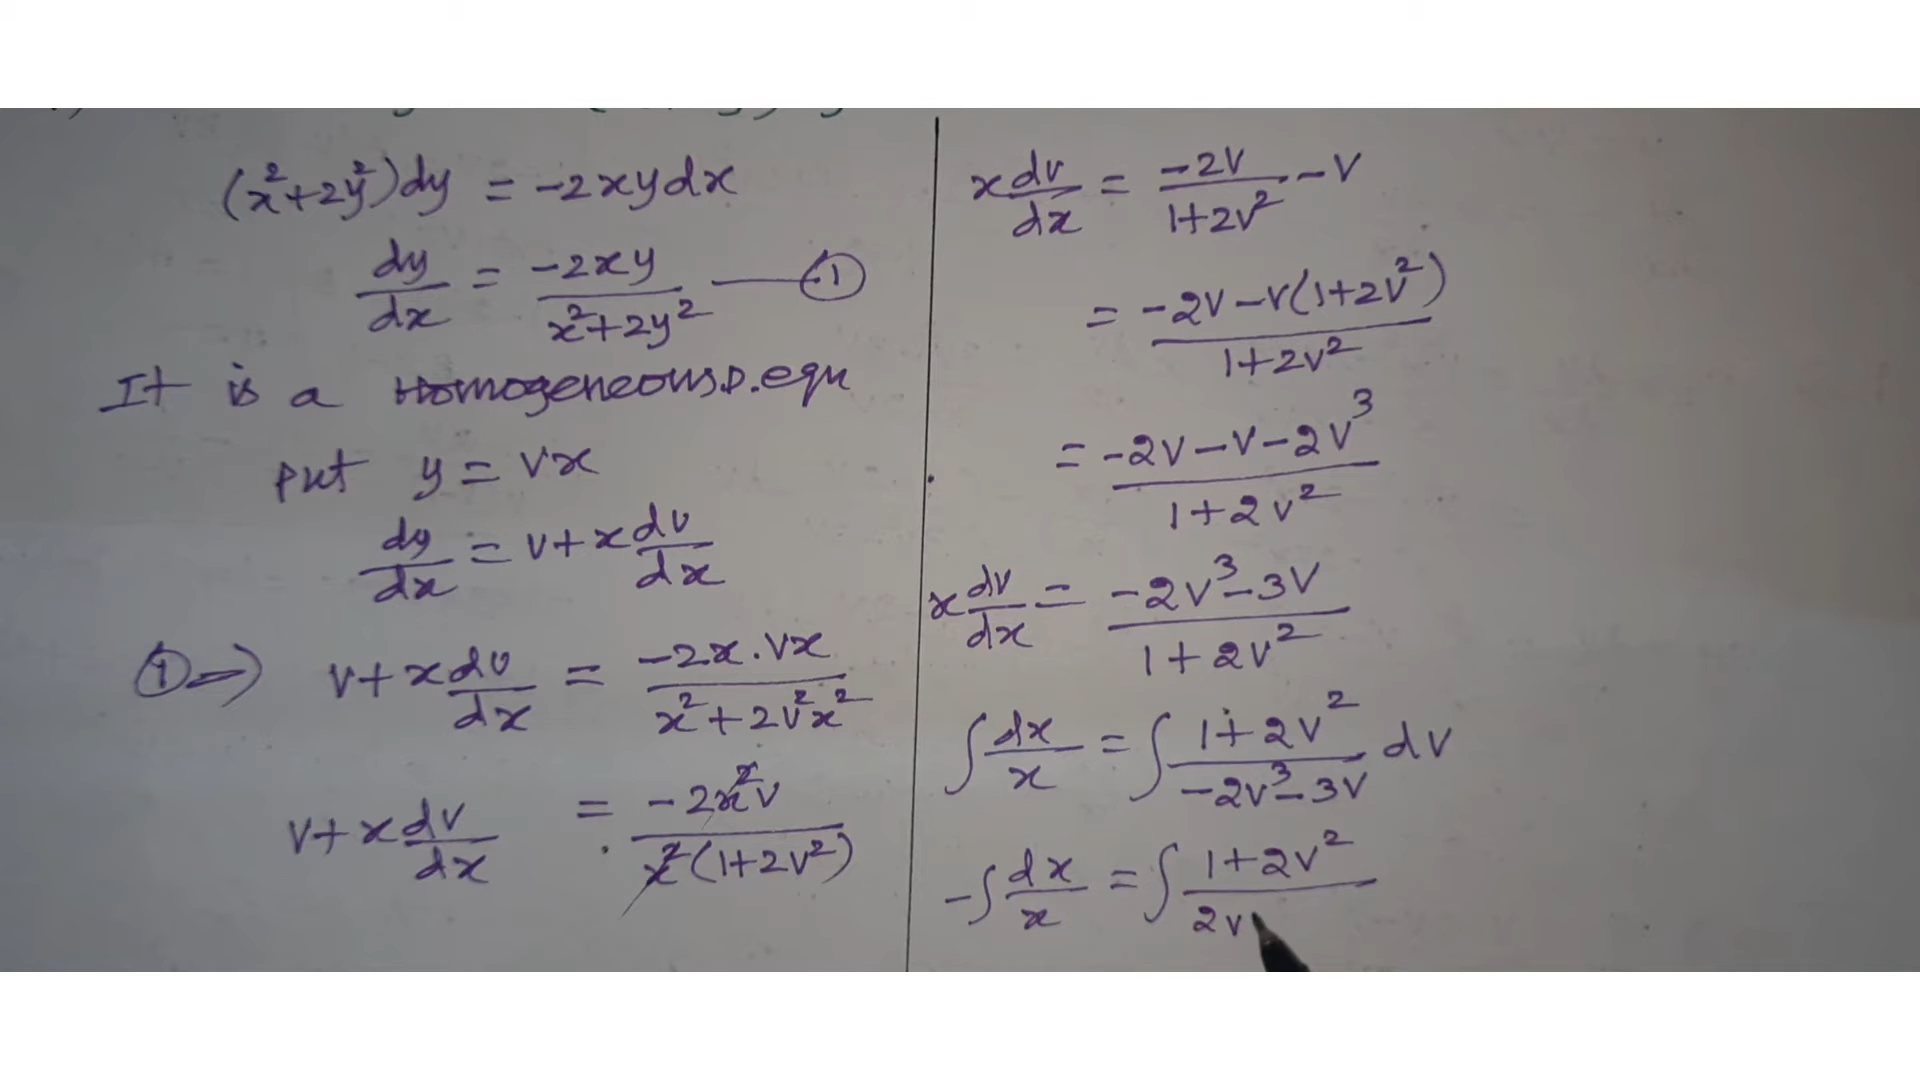 (x²+2y²)dy = -2xydx
dy/dx = -2xy/x²+2y² —— ①
It is a Homogeneous D.equ
put y = vx
dy/dx = v+x dv/dx
①⇒ v+x dv/dx = -2x.vx/x²+2v²x²
v+x dv/dx = -2x²v/x²(1+2v²)
x dv/dx = -2v/1+2v² - v
= -2v-v(1+2v²)/1+2v²
= -2v-v-2v³/1+2v²
x dv/dx = -2v³-3v/1+2v²
∫dx/x = ∫1+2v²/-2v³-3v dv
-∫dx/x = ∫1+2v²/2v